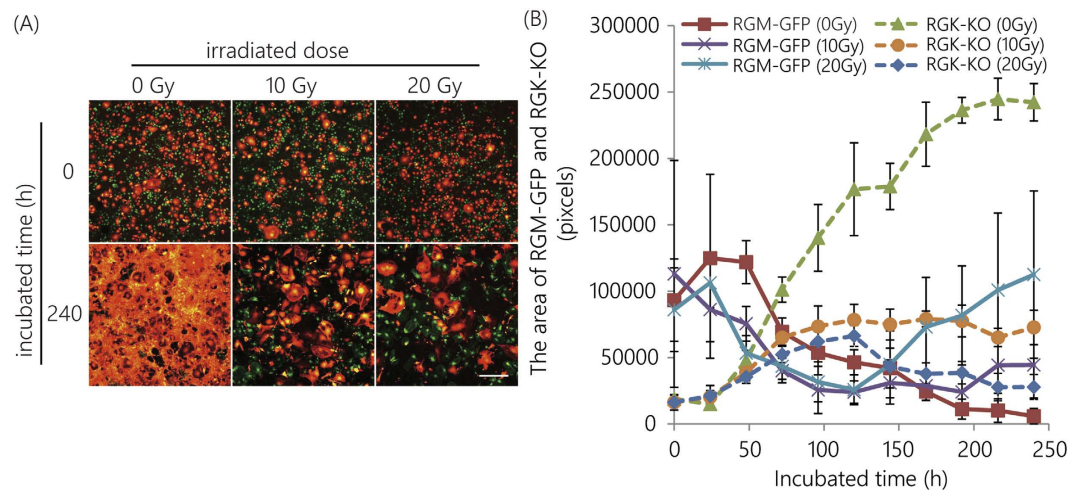 (A)
irradiated dose
0 Gy
10 Gy
20 Gy
incubated time (h)
0
240
(B)
The area of RGM-GFP and RGK-KO
(pixcels)
300000
250000
200000
150000
100000
50000
0
RGM-GFP (0Gy)
RGM-GFP (10Gy)
RGM-GFP (20Gy)
RGK-KO (0Gy)
RGK-KO (10Gy)
RGK-KO (20Gy)
0
50
100
150
200
250
Incubated time (h)